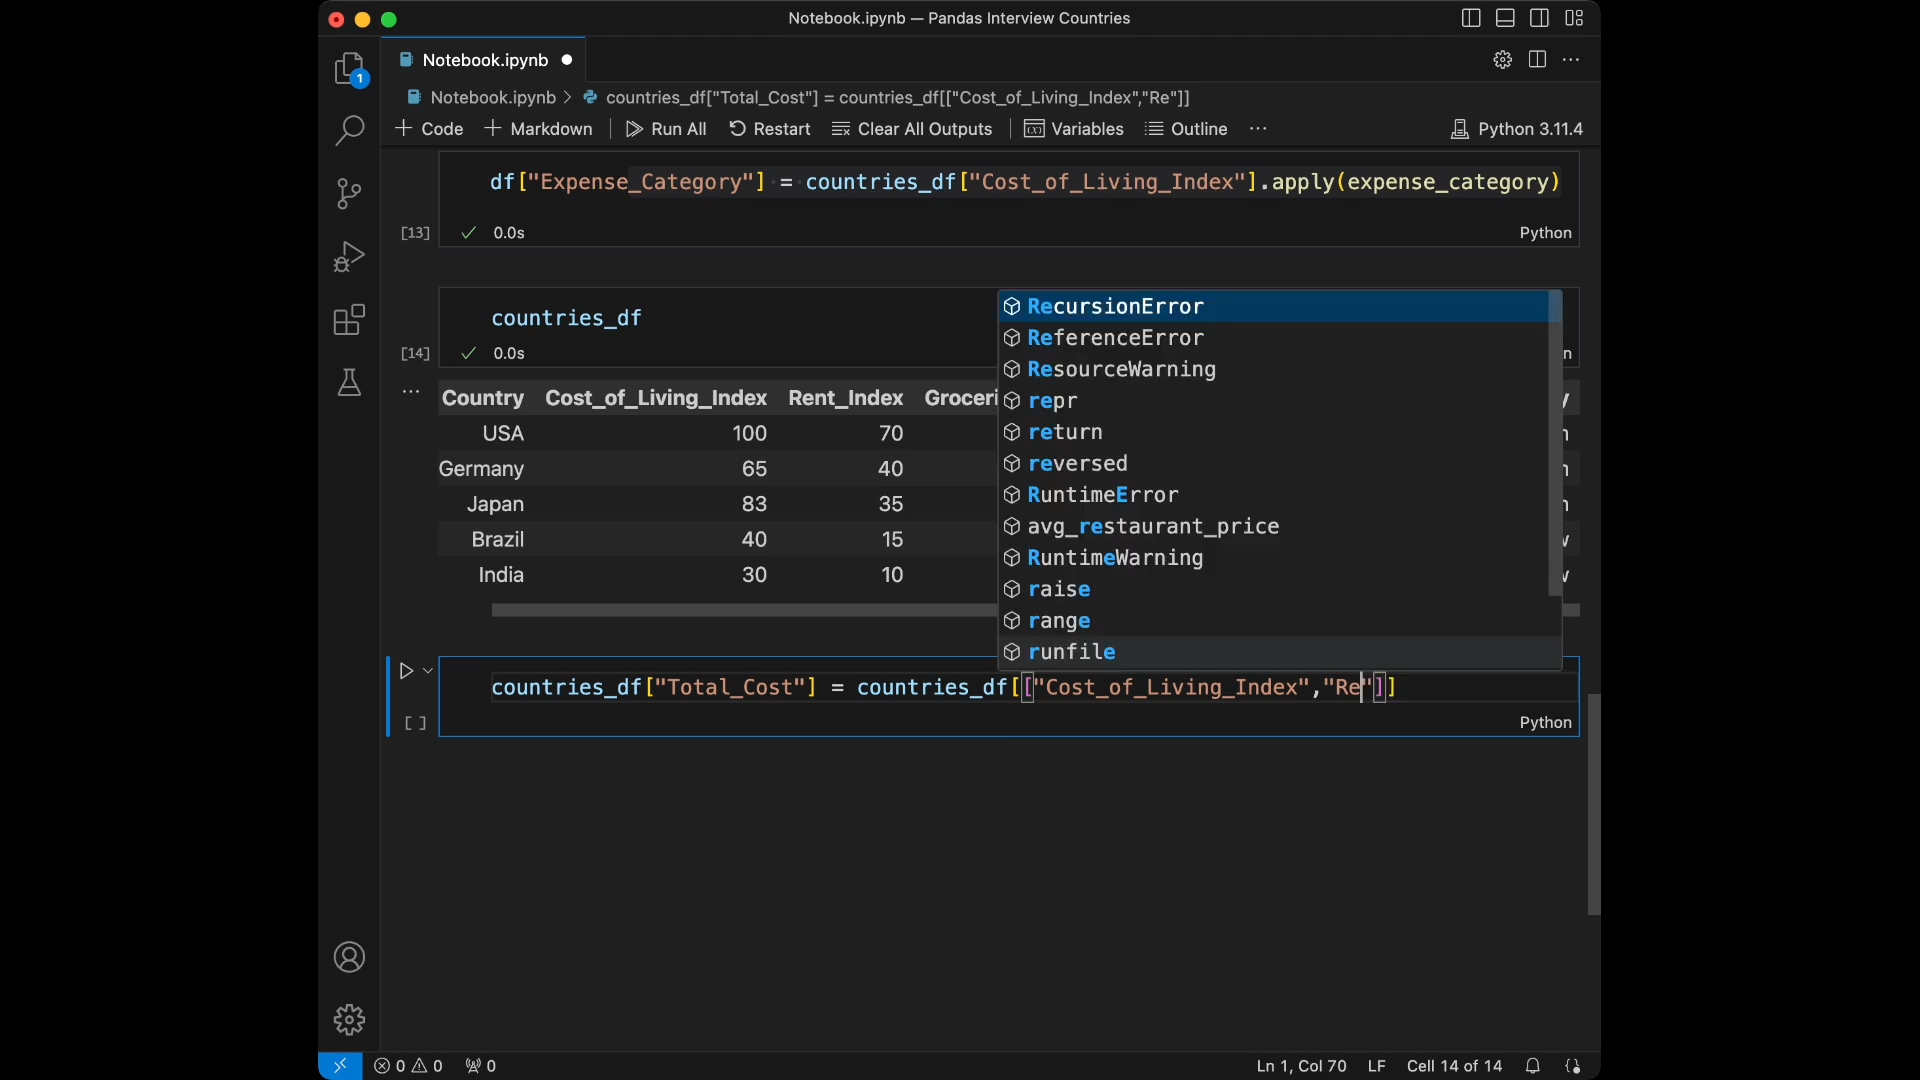 Notebook.ipynb — Pandas Interview Countries
1
Notebook.ipynb
Notebook.ipynb > countries_df["Total_Cost"] = countries_df[["Cost_of_Living_Index","Re"]]
+ Code + Markdown Run All Restart Clear All Outputs Variables Outline ··· Python 3.11.4
df["Expense_Category"] = countries_df["Cost_of_Living_Index"].apply(expense_category)
[13] 0.0s Python
countries_df
[14] 0.0s n
··· Country Cost_of_Living_Index Rent_Index Groceri y
USA 100 70 n
Germany 65 40 n
Japan 83 35 n
Brazil 40 15 w
India 30 10 w
RecursionError
ReferenceError
ResourceWarning
repr
return
reversed
RuntimeError
avg_restaurant_price
RuntimeWarning
raise
range
runfile
countries_df["Total_Cost"] = countries_df[["Cost_of_Living_Index","Re"]]
[ ] Python
0 0 0 Ln 1, Col 70 LF Cell 14 of 14